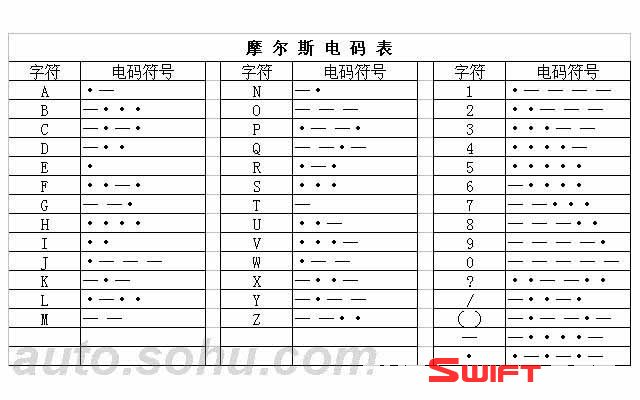 摩尔斯电码表
字符 电码符号 字符 电码符号 字符 电码符号
A •— N —• 1 •————
B —••• O ——— 2 ••———
C —•—• P •——• 3 •••——
D —•• Q ——•— 4 ••••—
E • R •—• 5 •••••
F ••—• S ••• 6 —••••
G ——• T — 7 ——•••
H •••• U ••— 8 ———••
I •• V •••— 9 ————•
J •——— W •—— 0 —————
K —•— X —••— ? ••——••
L •—•• Y —•—— / —••—•
M —— Z ——•• () —•——•—
— —••••—
. •—•—•—
auto.sohu.com
SWIFT